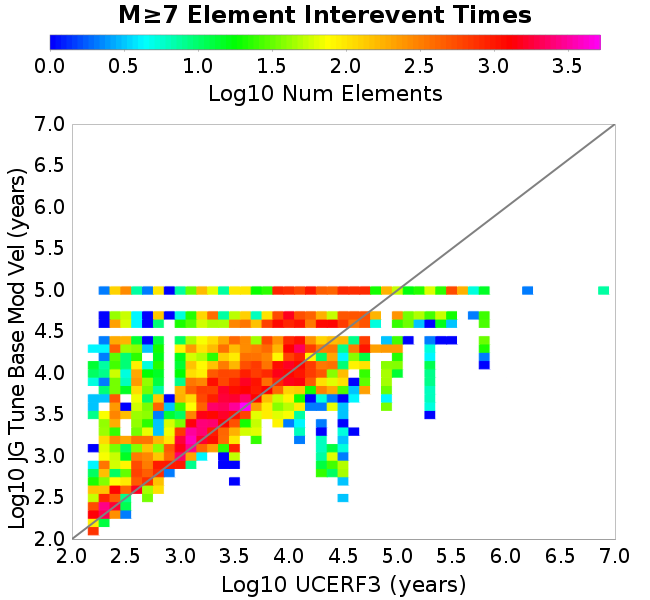 M≥7 Element Interevent Times
0.0 0.5 1.0 1.5 2.0 2.5 3.0 3.5
Log10 Num Elements
7.0
6.5
6.0
5.5
5.0
4.5
4.0
3.5
3.0
2.5
2.0
Log10 JG Tune Base Mod Vel (years)
2.0 2.5 3.0 3.5 4.0 4.5 5.0 5.5 6.0 6.5 7.0
Log10 UCERF3 (years)